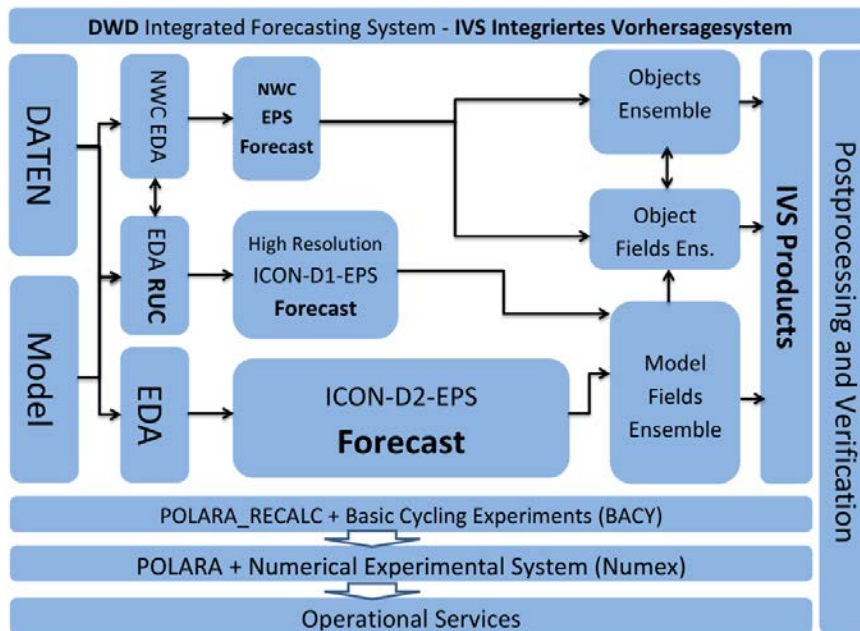 DWD Integrated Forecasting System - IVS Integriertes Vorhersagesystem
DATEN
Model
NWC EDA
EDA RUC
EDA
NWC
EPS
Forecast
High Resolution
ICON-D1-EPS
Forecast
ICON-D2-EPS
Forecast
Objects
Ensemble
Object
Fields Ens.
Model
Fields
Ensemble
IVS Products
Postprocessing and Verification
POLARA_RECALC + Basic Cycling Experiments (BACY)
POLARA + Numerical Experimental System (Numex)
Operational Services